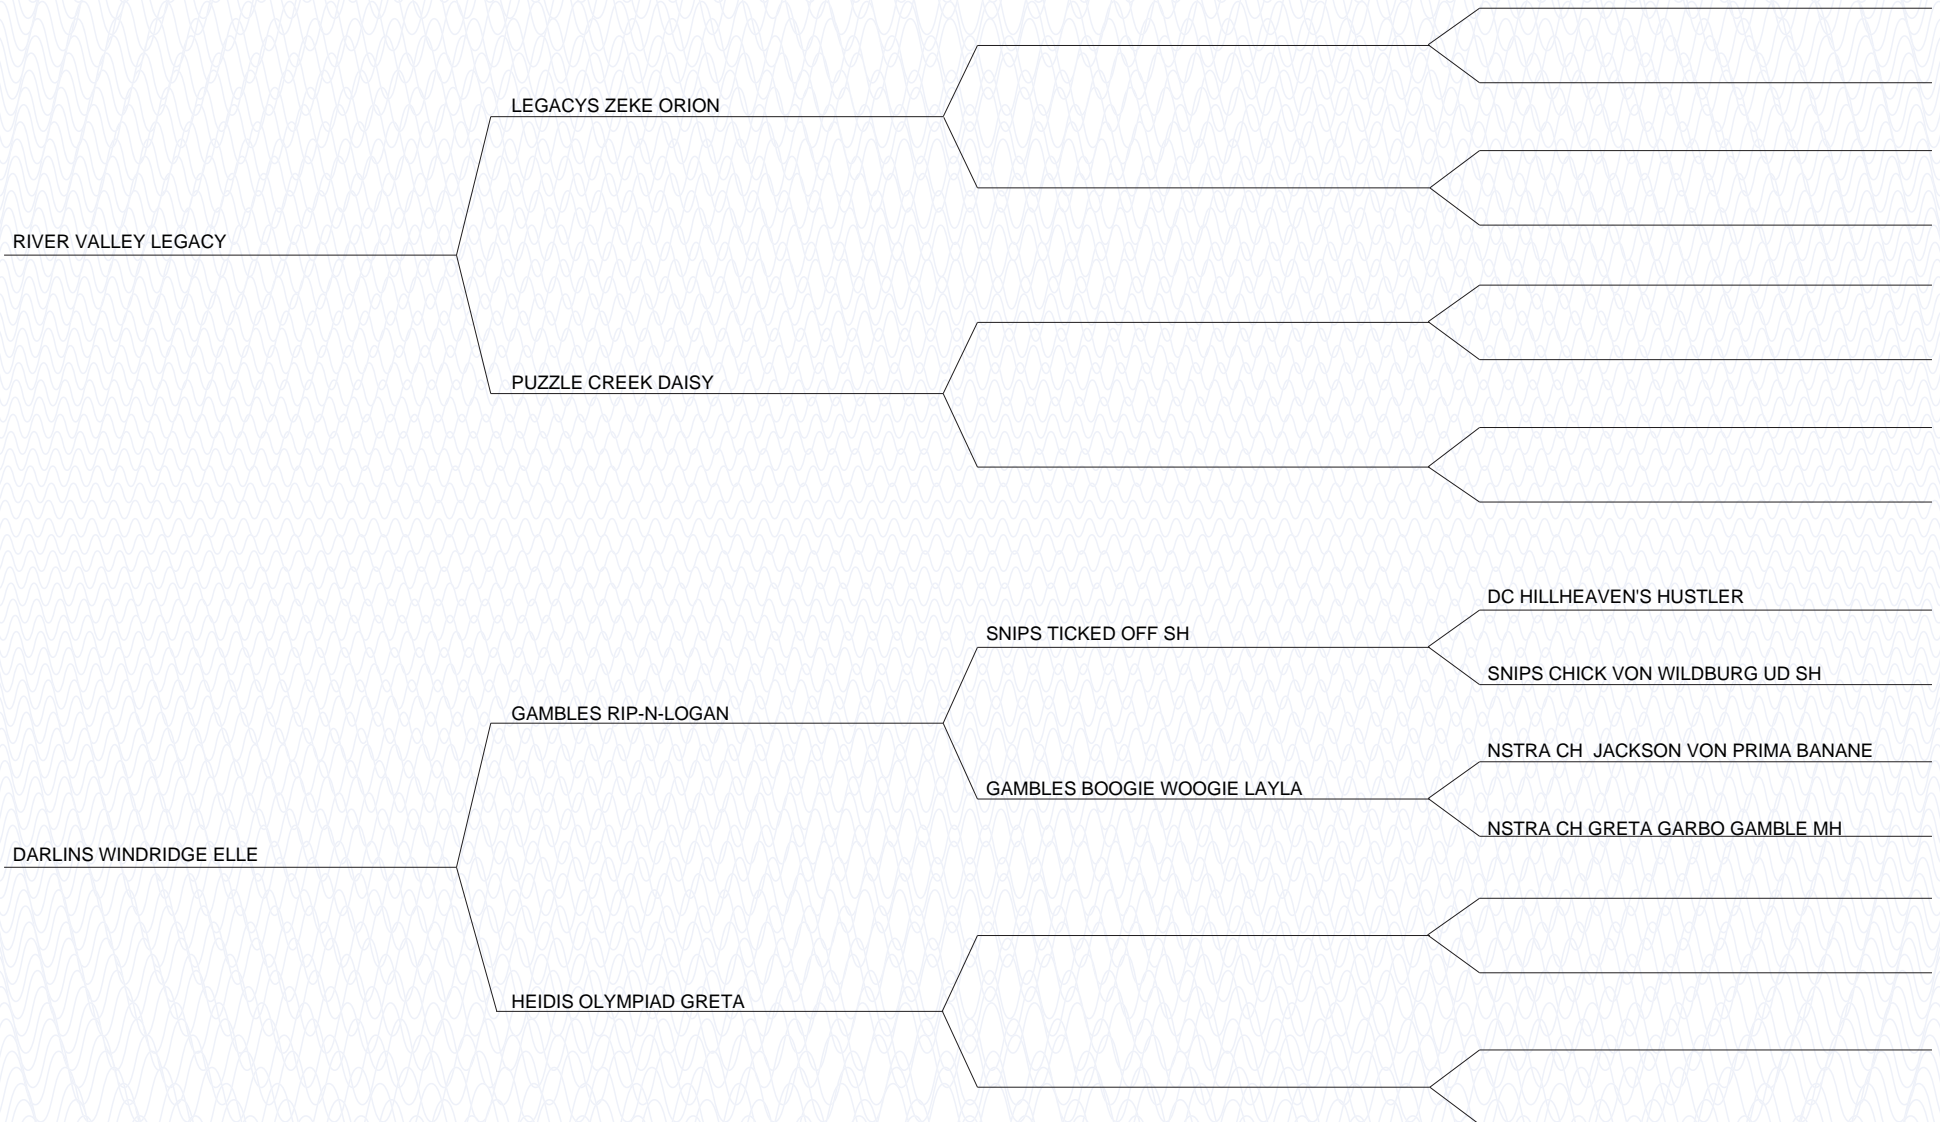 LEGACYS ZEKE ORION
RIVER VALLEY LEGACY
PUZZLE CREEK DAISY
DC HILLHEAVEN'S HUSTLER
SNIPS TICKED OFF SH
SNIPS CHICK VON WILDBURG UD SH
GAMBLES RIP-N-LOGAN
NSTRA CH  JACKSON VON PRIMA BANANE
GAMBLES BOOGIE WOOGIE LAYLA
NSTRA CH GRETA GARBO GAMBLE MH
DARLINS WINDRIDGE ELLE
HEIDIS OLYMPIAD GRETA